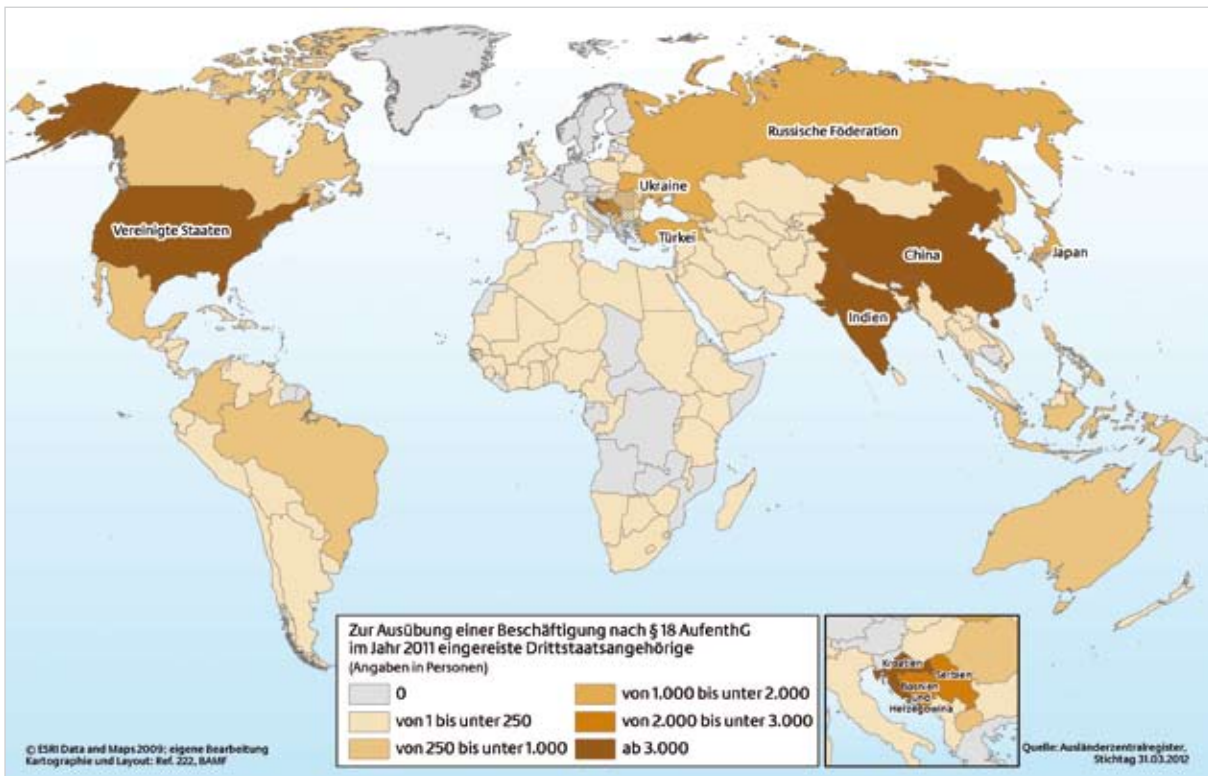 Russische Föderation
Ukraine
Vereinigte Staaten
Türkei
China
Japan
Indien
Zur Ausübung einer Beschäftigung nach § 18 AufenthG
im Jahr 2011 eingereiste Drittstaatsangehörige
(Angaben in Personen)
0
von 1 bis unter 250
von 250 bis unter 1.000
von 1.000 bis unter 2.000
von 2.000 bis unter 3.000
ab 3.000
Kroatien
Serbien
Bosnien
und
Herzegowina
© ESRI Data and Maps 2009; eigene Bearbeitung
Kartographie und Layout: Ref. 222, BAMF
Quelle: Ausländerzentralregister,
Stichtag 31.03.2012